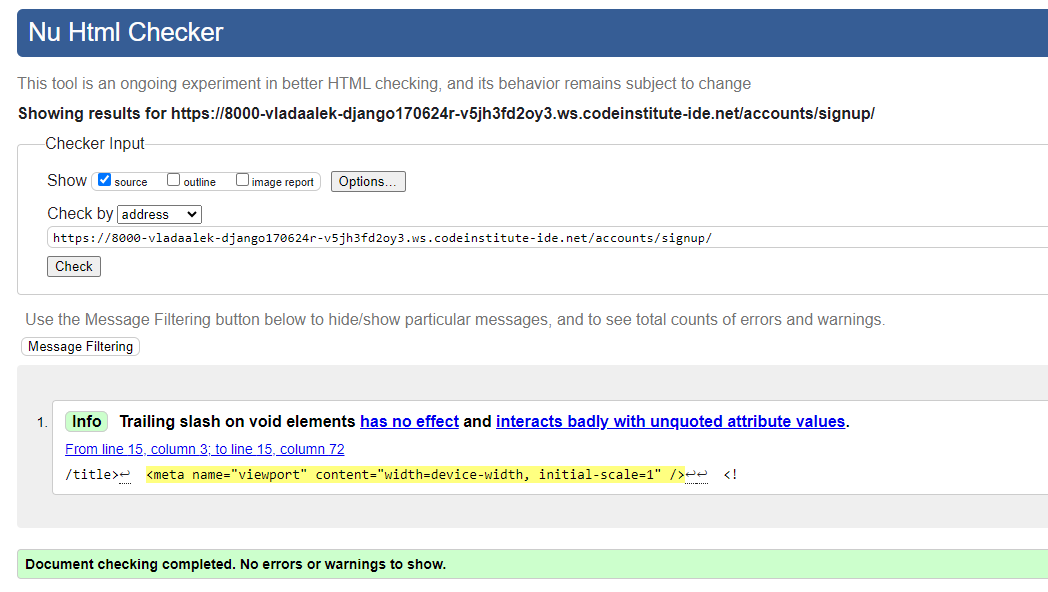 Nu Html Checker
This tool is an ongoing experiment in better HTML checking, and its behavior remains subject to change
Showing results for https://8000-vladaalek-django170624r-v5jh3fd2oy3.ws.codeinstitute-ide.net/accounts/signup/
Checker Input
Show source outline image report Options...
Check by address
https://8000-vladaalek-django170624r-v5jh3fd2oy3.ws.codeinstitute-ide.net/accounts/signup/
Check
Use the Message Filtering button below to hide/show particular messages, and to see total counts of errors and warnings.
Message Filtering
1. Info Trailing slash on void elements has no effect and interacts badly with unquoted attribute values.
From line 15, column 3; to line 15, column 72
/title>↩ <meta name="viewport" content="width=device-width, initial-scale=1" />↩↩ <!
Document checking completed. No errors or warnings to show.